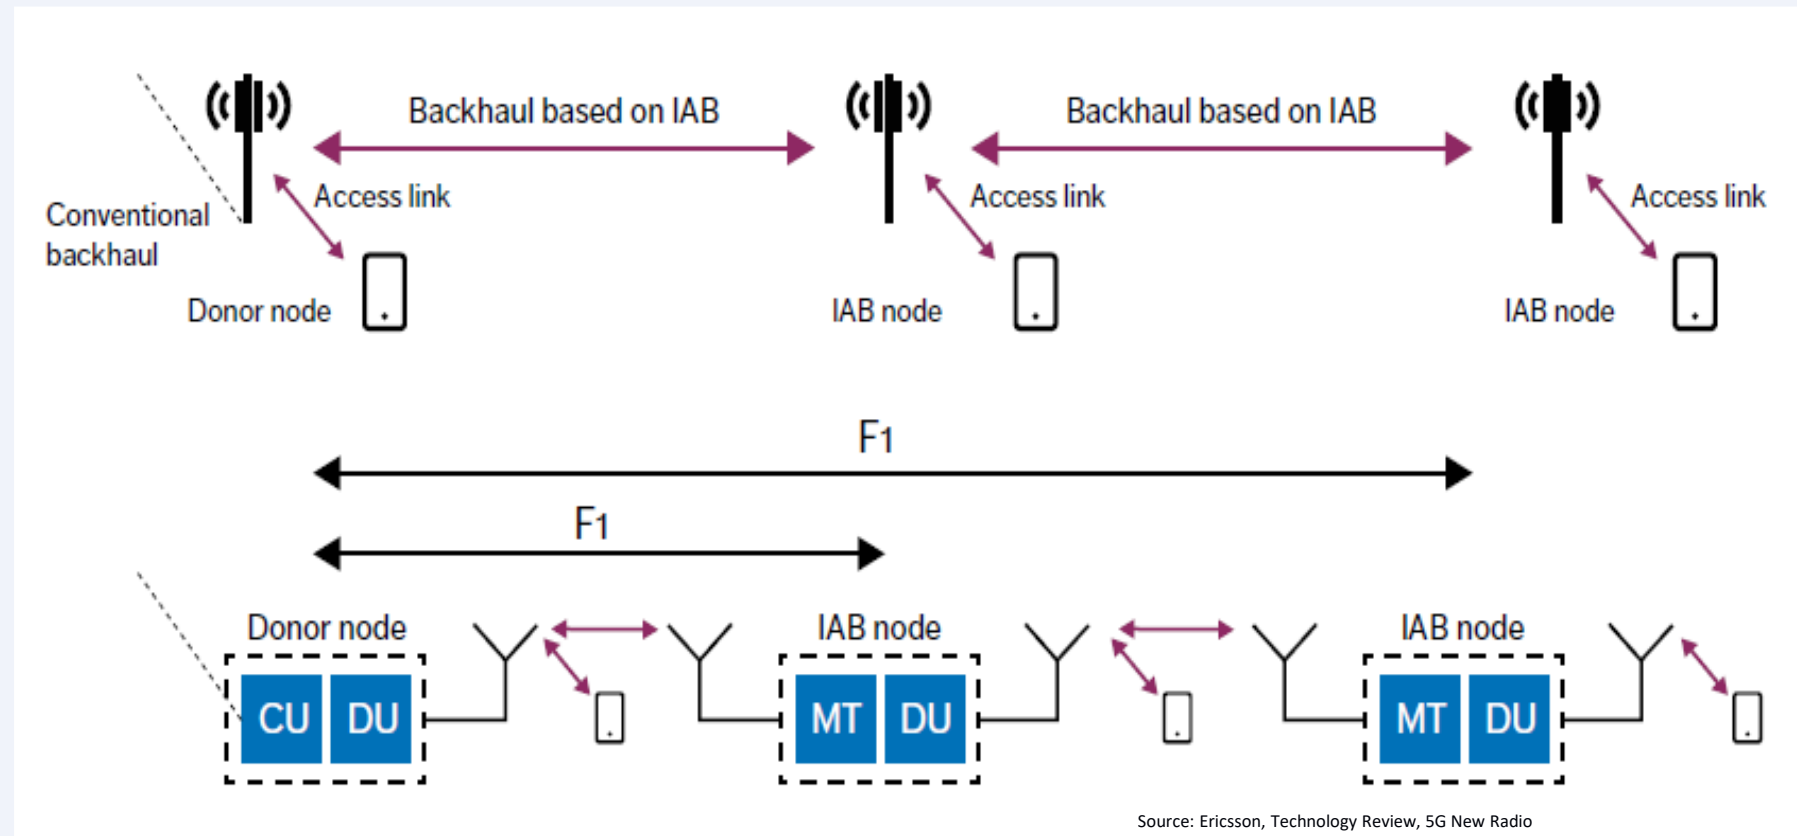 Backhaul based on IAB
Backhaul based on IAB
Access link
Access link
Access link
Conventional
backhaul
Donor node
IAB node
IAB node
F1
F1
Donor node
IAB node
IAB node
CU DU
MT DU
MT DU
Source: Ericsson, Technology Review, 5G New Radio